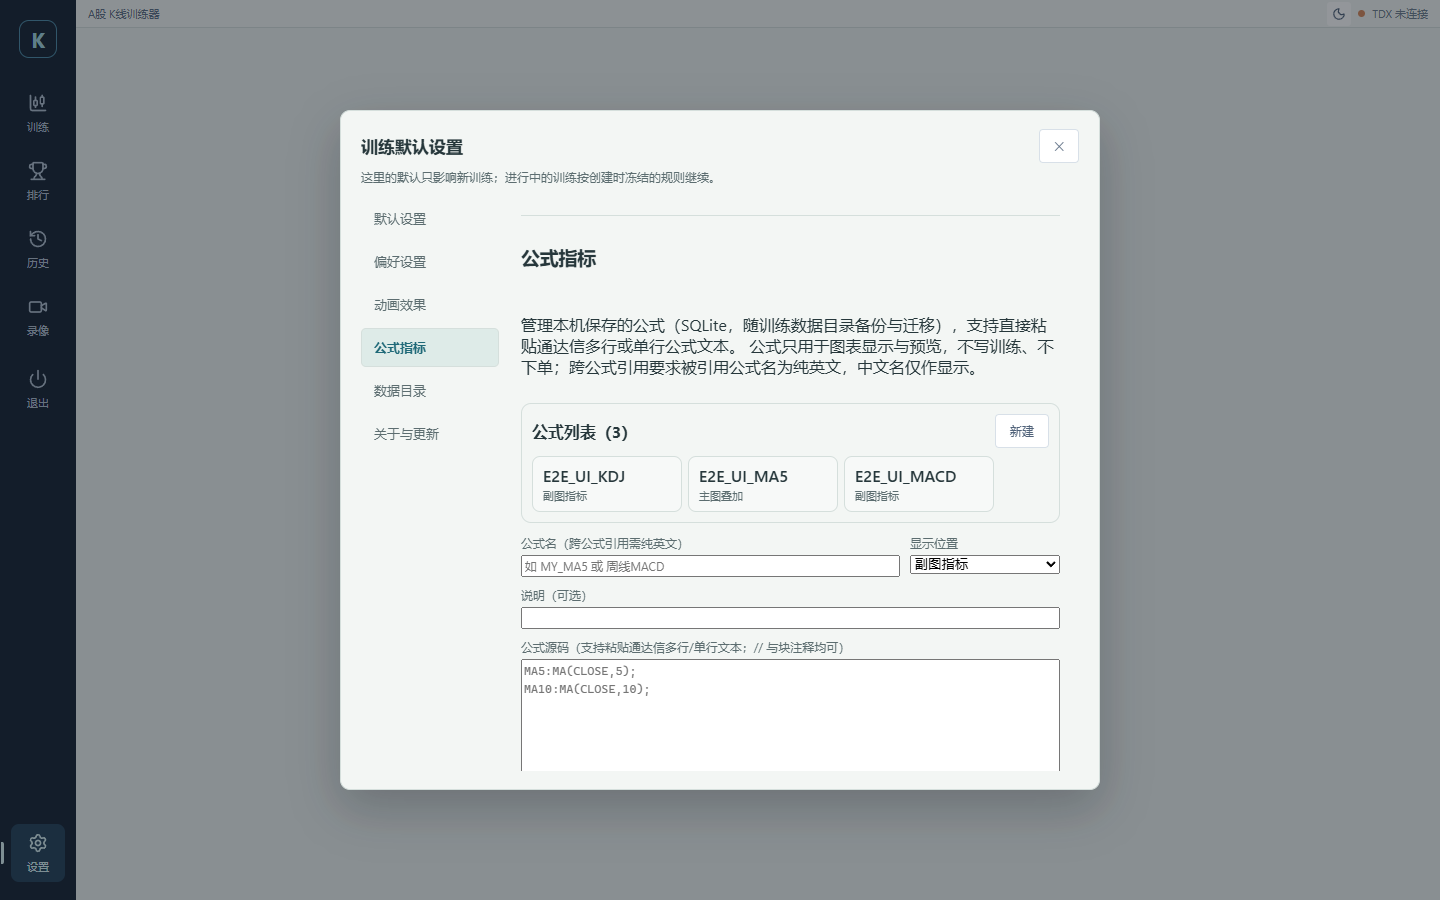 K
A股 K线训练器
TDX 未连接
训练
排行
历史
录像
退出
设置
训练默认设置
这里的默认只影响新训练；进行中的训练按创建时冻结的规则继续。
默认设置
偏好设置
动画效果
公式指标
数据目录
关于与更新
公式指标
管理本机保存的公式（SQLite，随训练数据目录备份与迁移），支持直接粘
贴通达信多行或单行公式文本。 公式只用于图表显示与预览，不写训练、不
下单；跨公式引用要求被引用公式名为纯英文，中文名仅作显示。
公式列表（3）
新建
E2E_UI_KDJ
副图指标
E2E_UI_MA5
主图叠加
E2E_UI_MACD
副图指标
公式名（跨公式引用需纯英文）
显示位置
如 MY_MA5 或 周线MACD
副图指标
说明（可选）
公式源码（支持粘贴通达信多行/单行文本；// 与块注释均可）
MA5:MA(CLOSE,5);
MA10:MA(CLOSE,10);